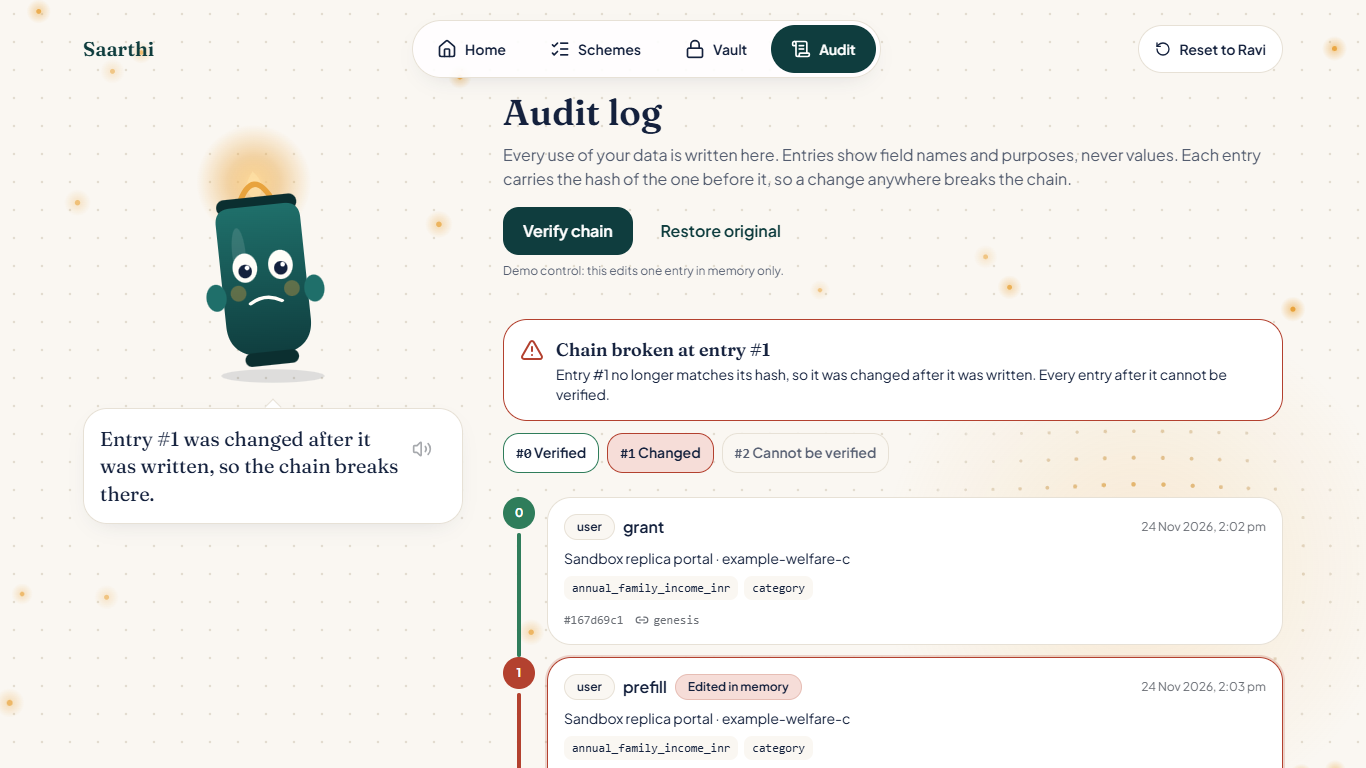 Saarthi
Home
Schemes
Vault
Audit
Reset to Ravi
Audit log
Every use of your data is written here. Entries show field names and purposes, never values. Each entry
carries the hash of the one before it, so a change anywhere breaks the chain.
Verify chain
Restore original
Demo control: this edits one entry in memory only.
Chain broken at entry #1
Entry #1 no longer matches its hash, so it was changed after it was written. Every entry after it cannot be
verified.
Entry #1 was changed after it
was written, so the chain breaks
there.
#0 Verified
#1 Changed
#2 Cannot be verified
0
user grant
24 Nov 2026, 2:02 pm
Sandbox replica portal · example-welfare-c
annual_family_income_inr category
#167d69c1 genesis
1
user prefill Edited in memory
24 Nov 2026, 2:03 pm
Sandbox replica portal · example-welfare-c
annual_family_income_inr category